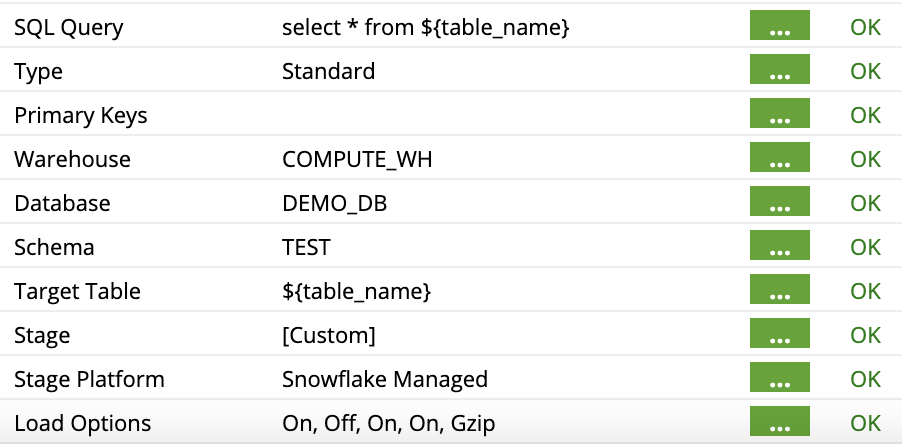 SQL Query select * from ${table_name} ... OK
Type Standard ... OK
Primary Keys ... OK
Warehouse COMPUTE_WH ... OK
Database DEMO_DB ... OK
Schema TEST ... OK
Target Table ${table_name} ... OK
Stage [Custom] ... OK
Stage Platform Snowflake Managed ... OK
Load Options On, Off, On, On, Gzip ... OK